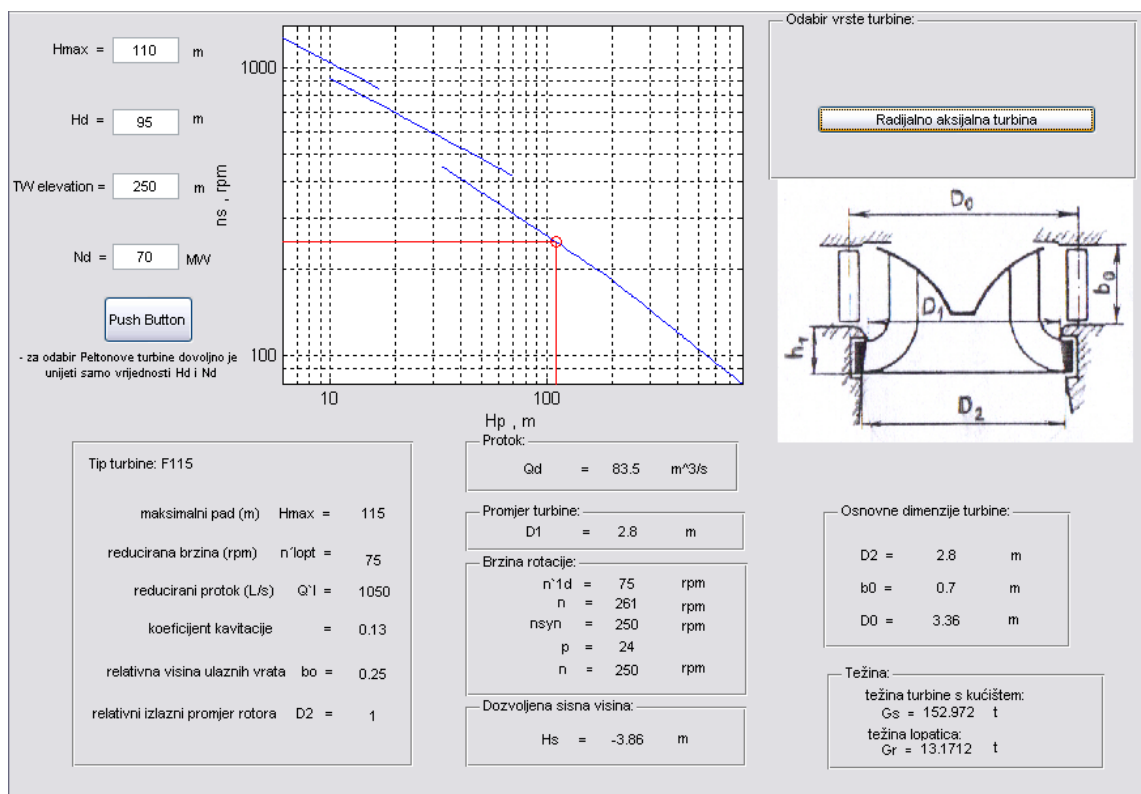 Hmax = 110 m
Hd = 95 m
TW elevation = 250 m
Nd = 70 MW
Push Button
- za odabir Peltonove turbine dovoljno je
unijeti samo vrijednosti Hd i Nd
1000
100
ns , rpm
10 100
Hp , m
Odabir vrste turbine:
Radijalno aksijalna turbina
D0
D1
b0
h1
D2
Tip turbine: F115
maksimalni pad (m) Hmax = 115
reducirana brzina (rpm) n´Iopt = 75
reducirani protok (L/s) Q`I = 1050
koeficijent kavitacije = 0.13
relativna visina ulaznih vrata bo = 0.25
relativni izlazni promjer rotora D2 = 1
Protok:
Qd = 83.5 m^3/s
Promjer turbine:
D1 = 2.8 m
Brzina rotacije:
n`1d = 75 rpm
n = 261 rpm
nsyn = 250 rpm
p = 24
n = 250 rpm
Dozvoljena sisna visina:
Hs = -3.86 m
Osnovne dimenzije turbine:
D2 = 2.8 m
b0 = 0.7 m
D0 = 3.36 m
Težina:
težina turbine s kućištem:
Gs = 152.972 t
težina lopatica:
Gr = 13.1712 t